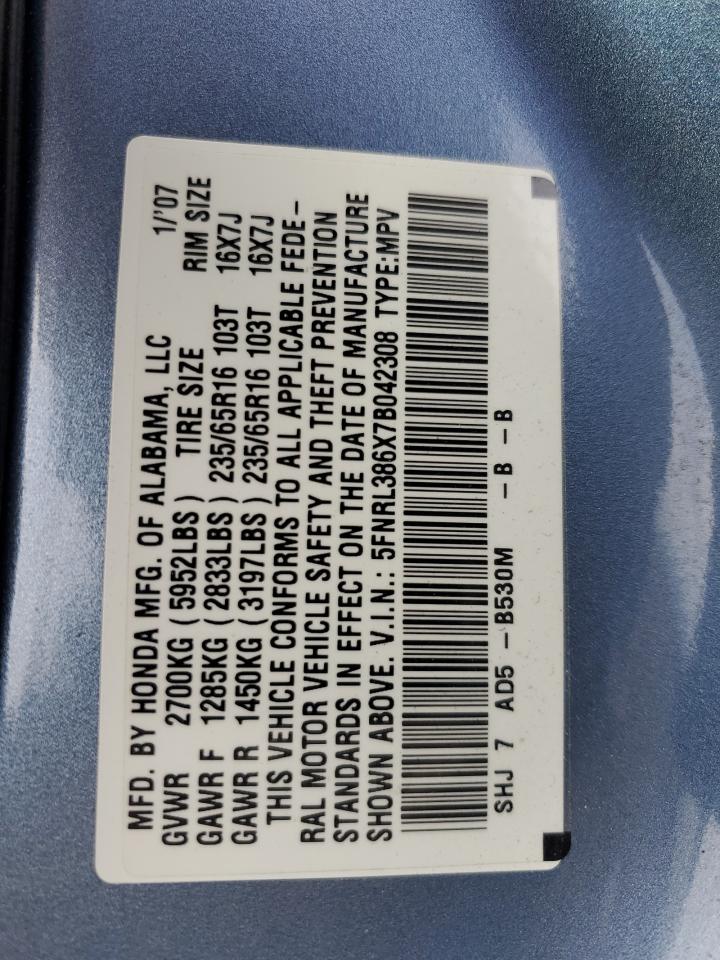 MFD. BY HONDA MFG. OF ALABAMA, LLC 1/'07
GVWR 2700KG (5952LBS) TIRE SIZE RIM SIZE
GAWR F 1285KG (2833LBS) 235/65R16 103T 16X7J
GAWR R 1450KG (3197LBS) 235/65R16 103T 16X7J
THIS VEHICLE CONFORMS TO ALL APPLICABLE FEDE-
RAL MOTOR VEHICLE SAFETY AND THEFT PREVENTION
STANDARDS IN EFFECT ON THE DATE OF MANUFACTURE
SHOWN ABOVE. V.I.N.: 5FNRL386X7B042308 TYPE:MPV
SHJ 7 AD5 -B530M -B -B